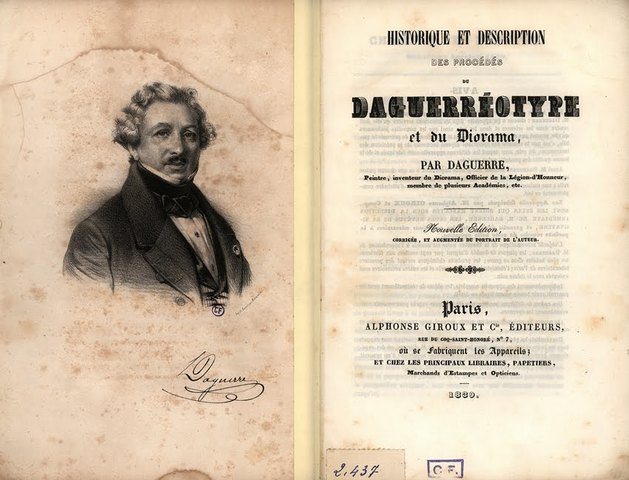 Daguerre
HISTORIQUE ET DESCRIPTION
DES PROCÉDÉS
DU
DAGUERRÉOTYPE
et du Diorama,
PAR DAGUERRE,
Peintre, inventeur du Diorama, Officier de la Légion-d'Honneur,
membre de plusieurs Académies, etc.
Nouvelle Edition,
CORRIGÉE, ET AUGMENTÉE DU PORTRAIT DE L'AUTEUR.
Paris,
ALPHONSE GIROUX ET Cie, ÉDITEURS,
RUE DU COQ-SAINT-HONORÉ, N° 7,
où se Fabriquent les Appareils;
ET CHEZ LES PRINCIPAUX LIBRAIRES, PAPETIERS,
Marchands d'Estampes et Opticiens.
1839.
2.437
C.F.